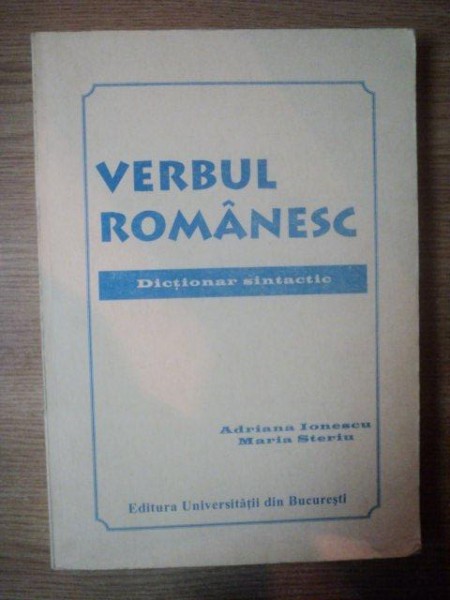 VERBUL
ROMÂNESC
Dicționar sintactic
Adriana Ionescu
Maria Steriu
Editura Universității din București